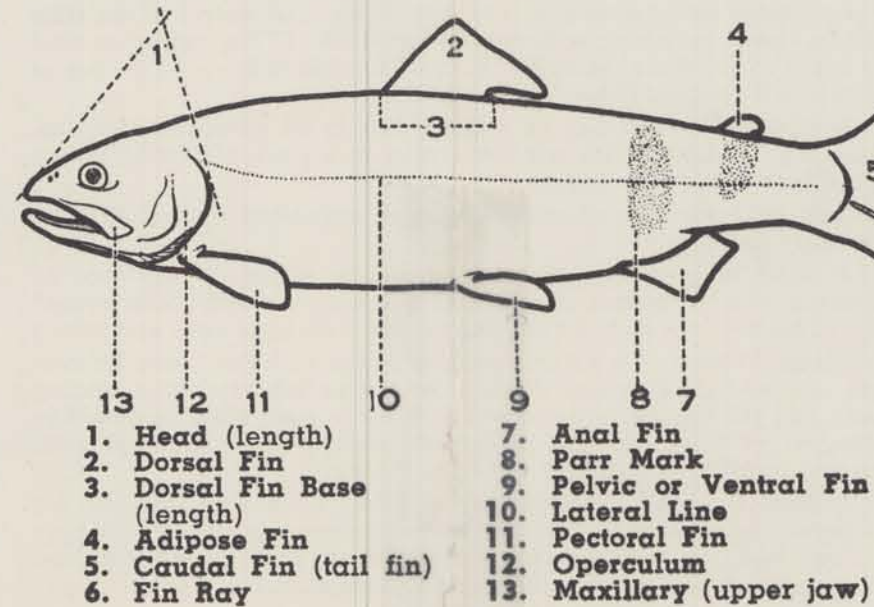 1
2
3
4
5
13 12 11 10 9 8 7
1. Head (length)
2. Dorsal Fin
3. Dorsal Fin Base
(length)
4. Adipose Fin
5. Caudal Fin (tail fin)
6. Fin Ray
7. Anal Fin
8. Parr Mark
9. Pelvic or Ventral Fin
10. Lateral Line
11. Pectoral Fin
12. Operculum
13. Maxillary (upper jaw)